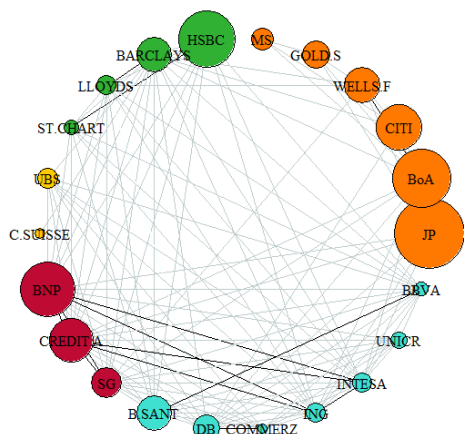 HSBC
MS
BARCLAYS
GOLD.S
LLOYDS
WELLS.F
ST.CHART
CITI
UBS
BoA
C.SUISSE
JP
BNP
BBVA
CREDIT.A
UNICR
SG
INTESA
B.SANT
ING
DB
COMMERZ